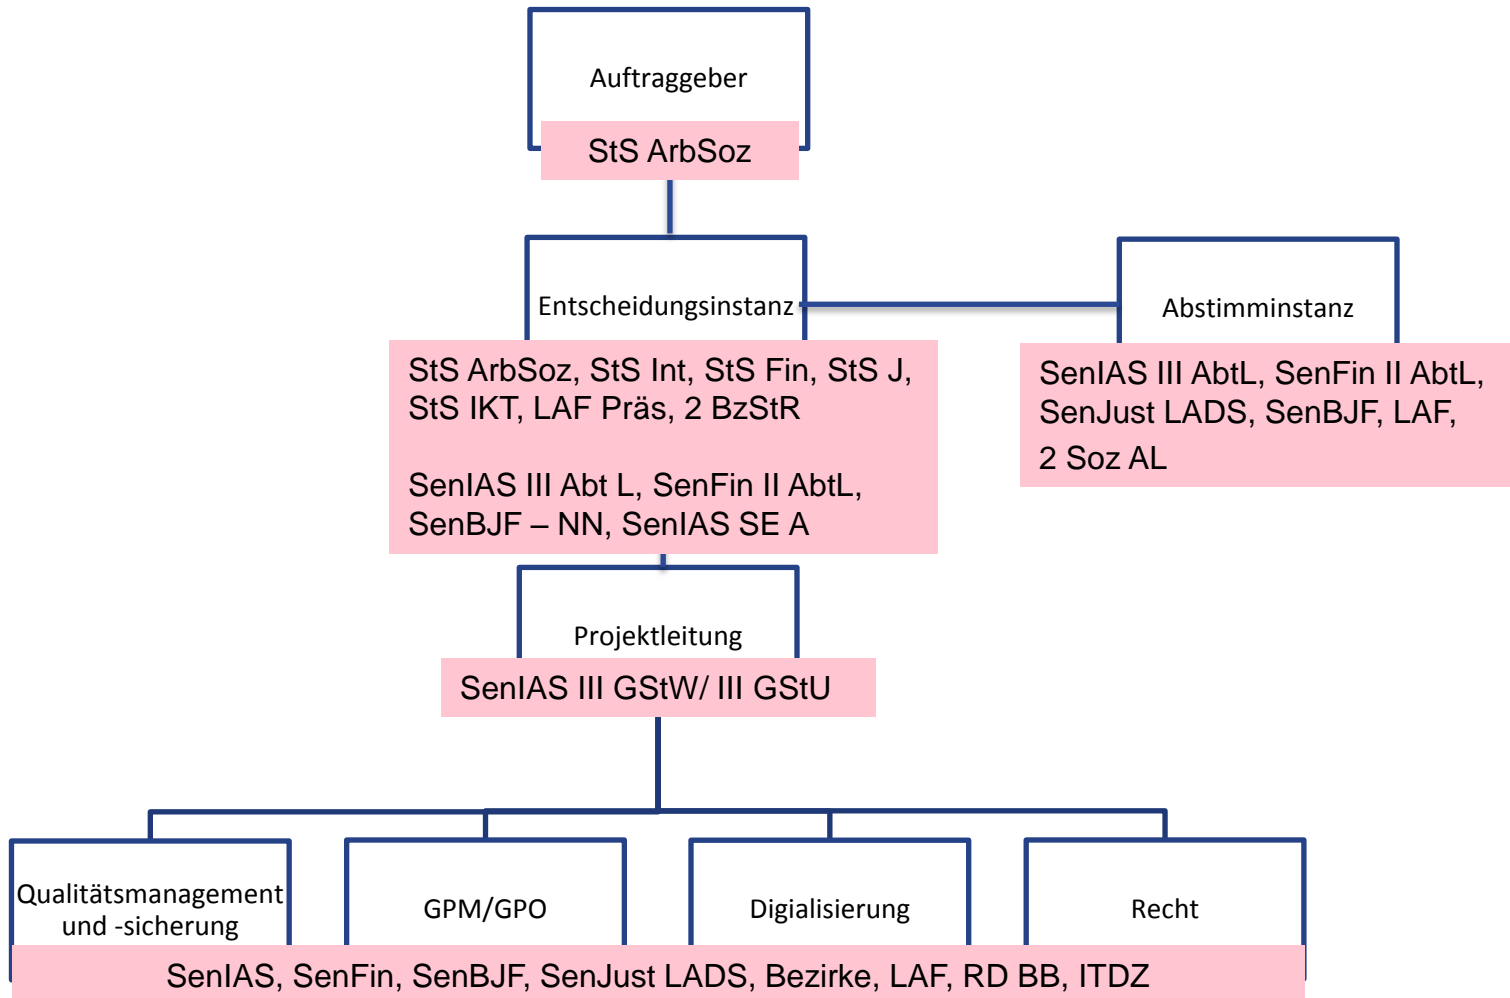 Auftraggeber
StS ArbSoz
Entscheidungsinstanz
StS ArbSoz, StS Int, StS Fin, StS J,
StS IKT, LAF Präs, 2 BzStR
SenIAS III Abt L, SenFin II AbtL,
SenBJF – NN, SenIAS SE A
Abstimminstanz
SenIAS III AbtL, SenFin II AbtL,
SenJust LADS, SenBJF, LAF,
2 Soz AL
Projektleitung
SenIAS III GStW/ III GStU
Qualitätsmanagement
und -sicherung
GPM/GPO
Digialisierung
Recht
SenIAS, SenFin, SenBJF, SenJust LADS, Bezirke, LAF, RD BB, ITDZ